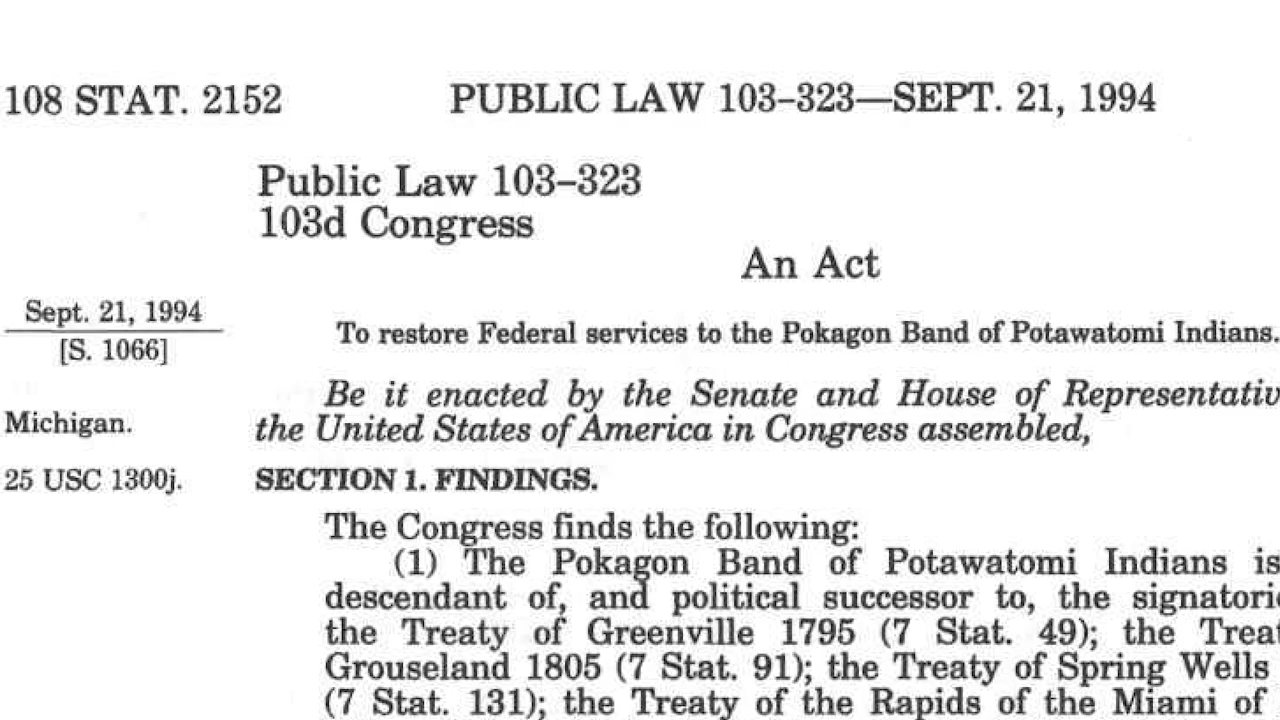 108 STAT. 2152 PUBLIC LAW 103–323—SEPT. 21, 1994
Public Law 103–323
103d Congress
An Act
Sept. 21, 1994
[S. 1066]
To restore Federal services to the Pokagon Band of Potawatomi Indians.
Be it enacted by the Senate and House of Representativ
the United States of America in Congress assembled,
Michigan.
25 USC 1300j.
SECTION 1. FINDINGS.
The Congress finds the following:
(1) The Pokagon Band of Potawatomi Indians is
descendant of, and political successor to, the signatori
the Treaty of Greenville 1795 (7 Stat. 49); the Treat
Grouseland 1805 (7 Stat. 91); the Treaty of Spring Wells
(7 Stat. 131); the Treaty of the Rapids of the Miami of